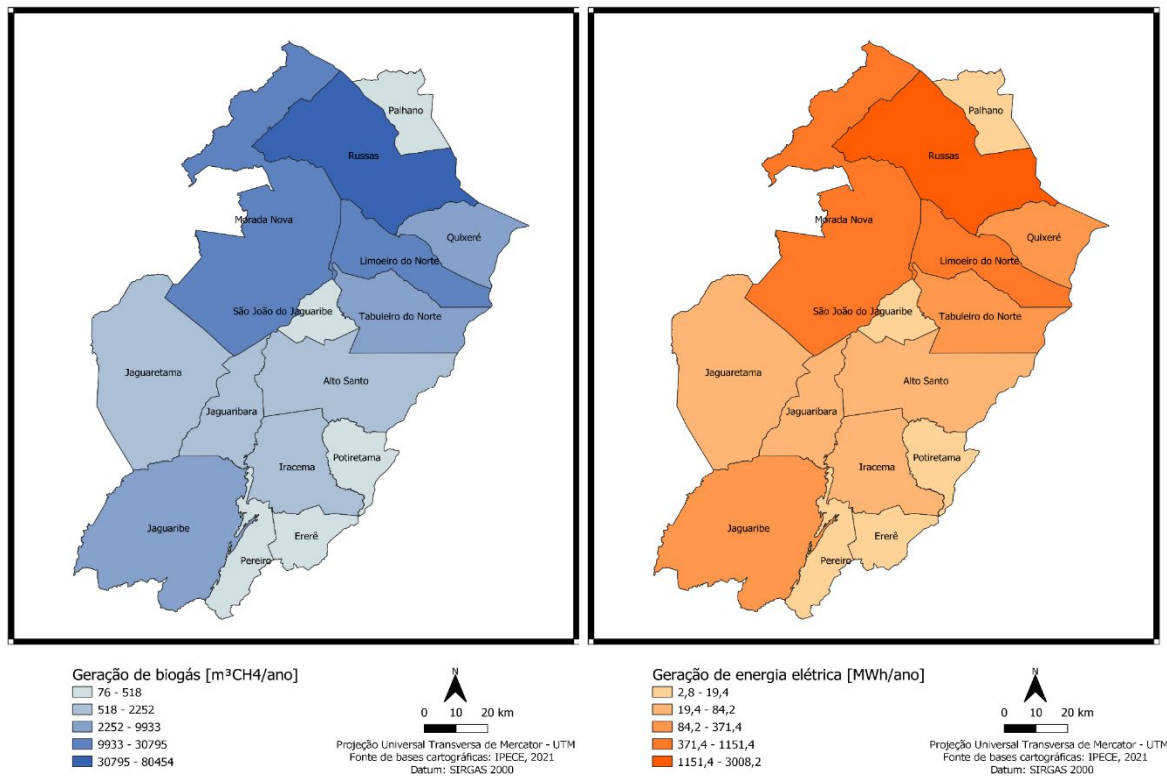 Palhano
Russas
Morada Nova
Quixeré
Limoeiro do Norte
São João do Jaguaribe
Tabuleiro do Norte
Jaguaretama
Alto Santo
Jaguaribara
Iracema
Potiretama
Jaguaribe
Ererê
Pereiro
Geração de biogás [m³CH4/ano]
76 - 518
518 - 2252
2252 - 9933
9933 - 30795
30795 - 80454
N
0 10 20 km
Projeção Universal Transversa de Mercator - UTM
Fonte de bases cartográficas: IPECE, 2021
Datum: SIRGAS 2000
Palhano
Russas
Morada Nova
Quixeré
Limoeiro do Norte
São João do Jaguaribe
Tabuleiro do Norte
Jaguaretama
Alto Santo
Jaguaribara
Iracema
Potiretama
Jaguaribe
Ererê
Pereiro
Geração de energia elétrica [MWh/ano]
2,8 - 19,4
19,4 - 84,2
84,2 - 371,4
371,4 - 1151,4
1151,4 - 3008,2
N
0 10 20 km
Projeção Universal Transversa de Mercator - UTM
Fonte de bases cartográficas: IPECE, 2021
Datum: SIRGAS 2000